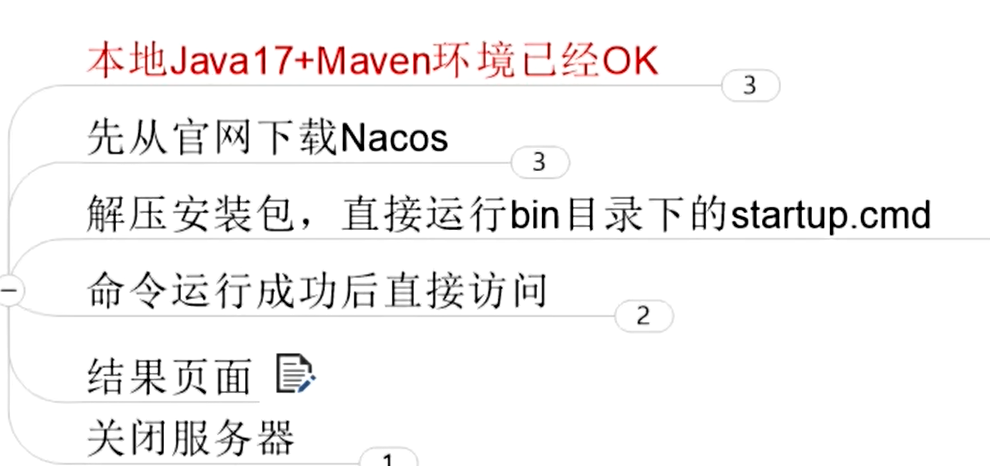 本地Java17+Maven环境已经OK
3
先从官网下载Nacos
3
解压安装包，直接运行bin目录下的startup.cmd
命令运行成功后直接访问
2
结果页面
关闭服务器
1